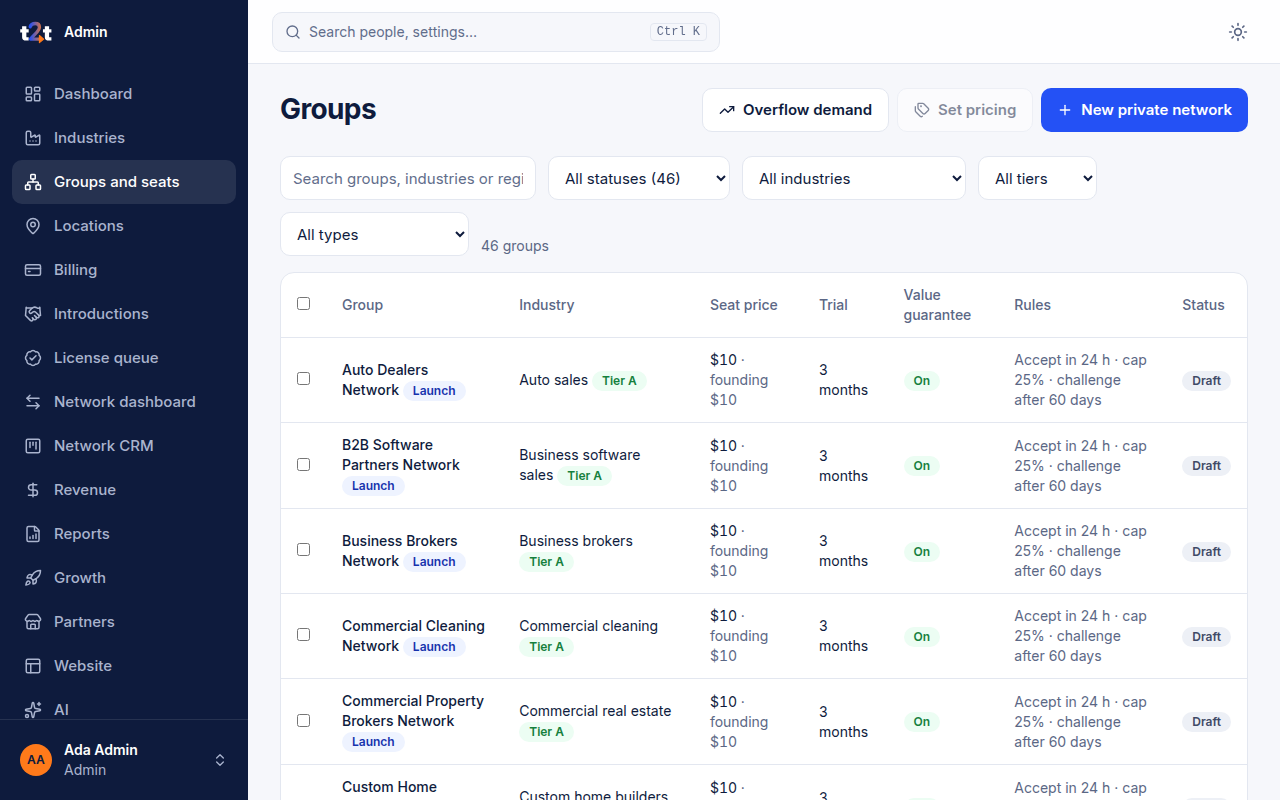 t2t Admin
Search people, settings...
Ctrl K
Dashboard
Industries
Groups and seats
Locations
Billing
Introductions
License queue
Network dashboard
Network CRM
Revenue
Reports
Growth
Partners
Website
AI
AA
Ada Admin
Admin
Groups
Overflow demand
Set pricing
New private network
Search groups, industries or regi
All statuses (46)
All industries
All tiers
All types
46 groups
Group
Industry
Seat price
Trial
Value
guarantee
Rules
Status
Auto Dealers
Network Launch
Auto sales Tier A
$10 ·
founding
$10
3
months
On
Accept in 24 h · cap
25% · challenge
after 60 days
Draft
B2B Software
Partners Network
Launch
Business software
sales Tier A
$10 ·
founding
$10
3
months
On
Accept in 24 h · cap
25% · challenge
after 60 days
Draft
Business Brokers
Network Launch
Business brokers
Tier A
$10 ·
founding
$10
3
months
On
Accept in 24 h · cap
25% · challenge
after 60 days
Draft
Commercial Cleaning
Network Launch
Commercial cleaning
Tier A
$10 ·
founding
$10
3
months
On
Accept in 24 h · cap
25% · challenge
after 60 days
Draft
Commercial Property
Brokers Network
Launch
Commercial real estate
Tier A
$10 ·
founding
$10
3
months
On
Accept in 24 h · cap
25% · challenge
after 60 days
Draft
Custom Home
Custom home builders
$10 ·
3
Accept in 24 h · cap